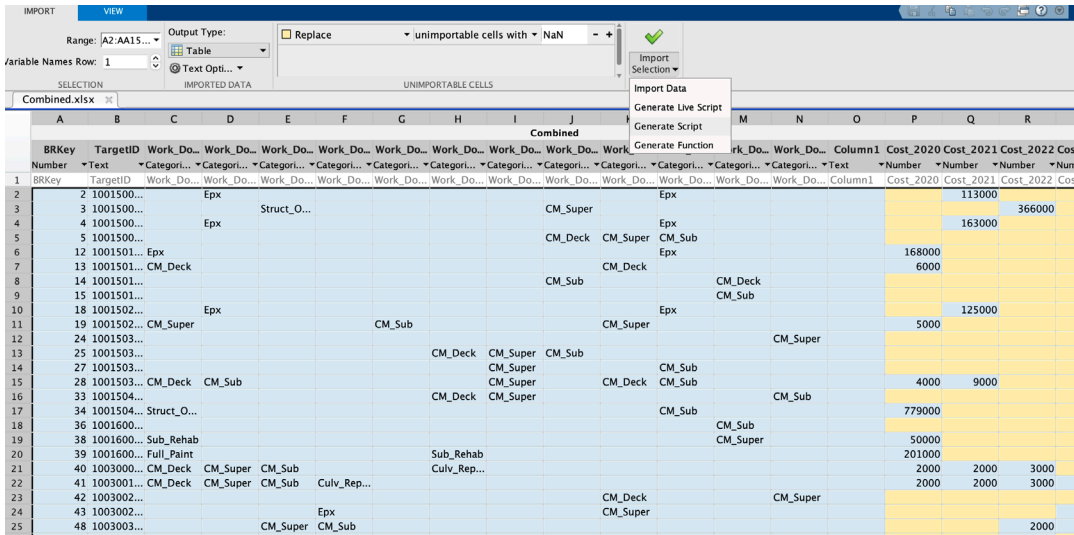 IMPORT VIEW
Range: A2:AA15...
Output Type:
Replace unimportable cells with NaN - +
Table
Variable Names Row: 1
Text Opti...
Import
Selection
SELECTION IMPORTED DATA UNIMPORTABLE CELLS
Import Data
Generate Live Script
Generate Script
Generate Function
Combined.xlsx
A B C D E F G H I J K M N O P Q R
Combined
BRKey TargetID Work_Do... Work_Do... Work_Do... Work_Do... Work_Do... Work_Do... Work_Do... Work_Do... Work_Do... Work_Do... Column1 Cost_2020 Cost_2021 Cost_2022 Cos
Number Text Categori... Categori... Categori... Categori... Categori... Categori... Categori... Categori... Categori... Categori... Categori... Categori... Text Number Number Number Num
1 BRKey TargetID Work_Do... Work_Do... Work_Do... Work_Do... Work_Do... Work_Do... Work_Do... Work_Do... Work_Do... Work_Do... Work_Do... Work_Do... Column1 Cost_2020 Cost_2021 Cost_2022 Cos
2 2 1001500... Epx Epx 113000
3 3 1001500... Struct_O... CM_Super 366000
4 4 1001500... Epx Epx 163000
5 5 1001500... CM_Deck CM_Super CM_Sub
6 12 1001501... Epx Epx 168000
7 13 1001501... CM_Deck CM_Deck 6000
8 14 1001501... CM_Sub CM_Deck
9 15 1001501... CM_Sub
10 18 1001502... Epx Epx 125000
11 19 1001502... CM_Super CM_Sub CM_Super 5000
12 24 1001503... CM_Super
13 25 1001503... CM_Deck CM_Super CM_Sub
14 27 1001503... CM_Super CM_Sub
15 28 1001503... CM_Deck CM_Sub CM_Super CM_Deck CM_Sub 4000 9000
16 33 1001504... CM_Deck CM_Super CM_Sub
17 34 1001504... Struct_O... CM_Sub 779000
18 36 1001600... CM_Sub
19 38 1001600... Sub_Rehab CM_Super 50000
20 39 1001600... Full_Paint Sub_Rehab 201000
21 40 1003000... CM_Deck CM_Super CM_Sub Culv_Rep... 2000 2000 3000
22 41 1003001... CM_Deck CM_Super CM_Sub Culv_Rep... 2000 2000 3000
23 42 1003002... CM_Deck CM_Super
24 43 1003002... Epx CM_Super
25 48 1003003... CM_Super CM_Sub 2000